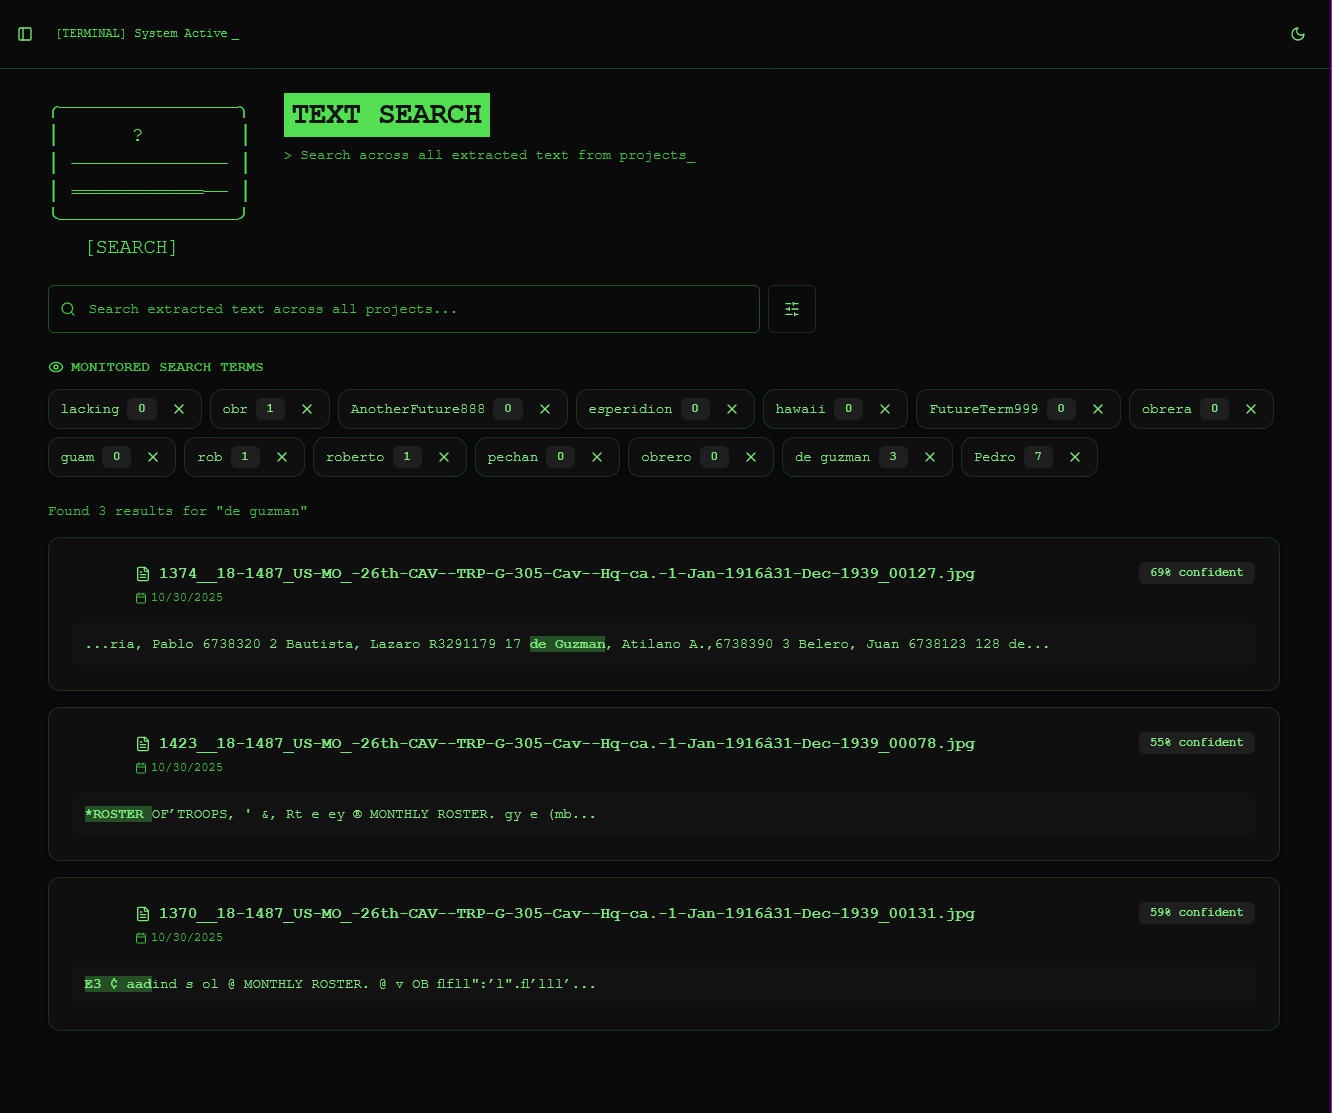 [TERMINAL] System Active _
TEXT SEARCH
?
> Search across all extracted text from projects_
[SEARCH]
Search extracted text across all projects...
MONITORED SEARCH TERMS
lacking 0 obr 1 AnotherFuture888 0 esperidion 0 hawaii 0 FutureTerm999 0 obrera 0
guam 0 rob 1 roberto 1 pechan 0 obrero 0 de guzman 3 Pedro 7
Found 3 results for "de guzman"
1374__18-1487_US-MO_-26th-CAV--TRP-G-305-Cav--Hq-ca.-1-Jan-1916â31-Dec-1939_00127.jpg 69% confident
10/30/2025
...ria, Pablo 6738320 2 Bautista, Lazaro R3291179 17 de Guzman, Atilano A.,6738390 3 Belero, Juan 6738123 128 de...
1423__18-1487_US-MO_-26th-CAV--TRP-G-305-Cav--Hq-ca.-1-Jan-1916â31-Dec-1939_00078.jpg 55% confident
10/30/2025
*ROSTER OF’TROOPS, ' &, Rt e ey ® MONTHLY ROSTER. gy e (mb...
1370__18-1487_US-MO_-26th-CAV--TRP-G-305-Cav--Hq-ca.-1-Jan-1916â31-Dec-1939_00131.jpg 59% confident
10/30/2025
E3 ¢ aadind s ol @ MONTHLY ROSTER. @ v OB flfll":’l".fl’lll’...